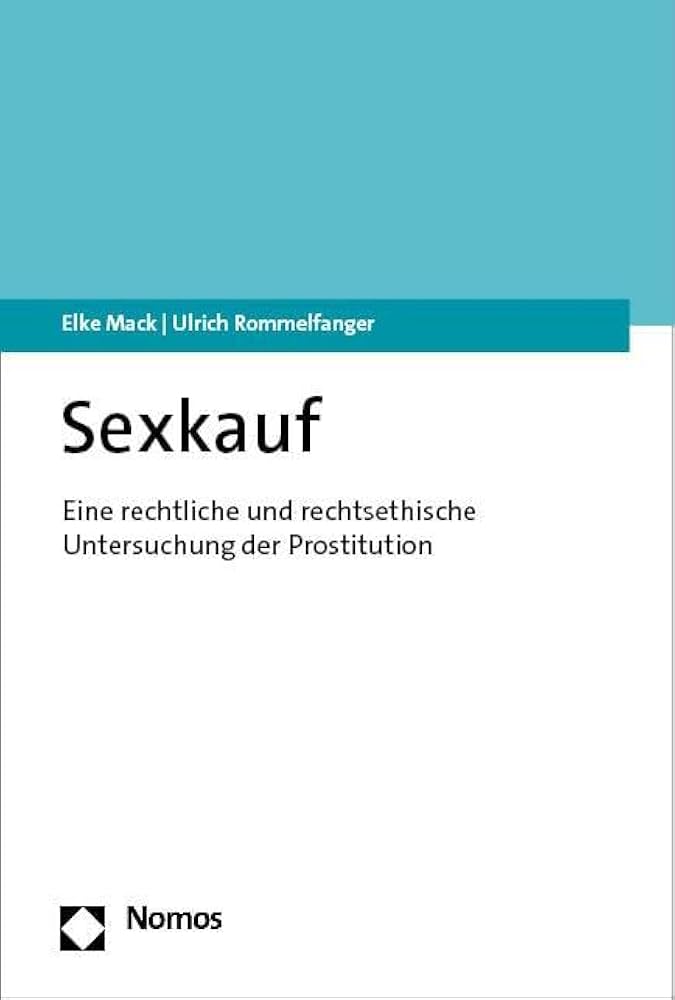 Elke Mack | Ulrich Rommelfanger
Sexkauf
Eine rechtliche und rechtsethische
Untersuchung der Prostitution
Nomos